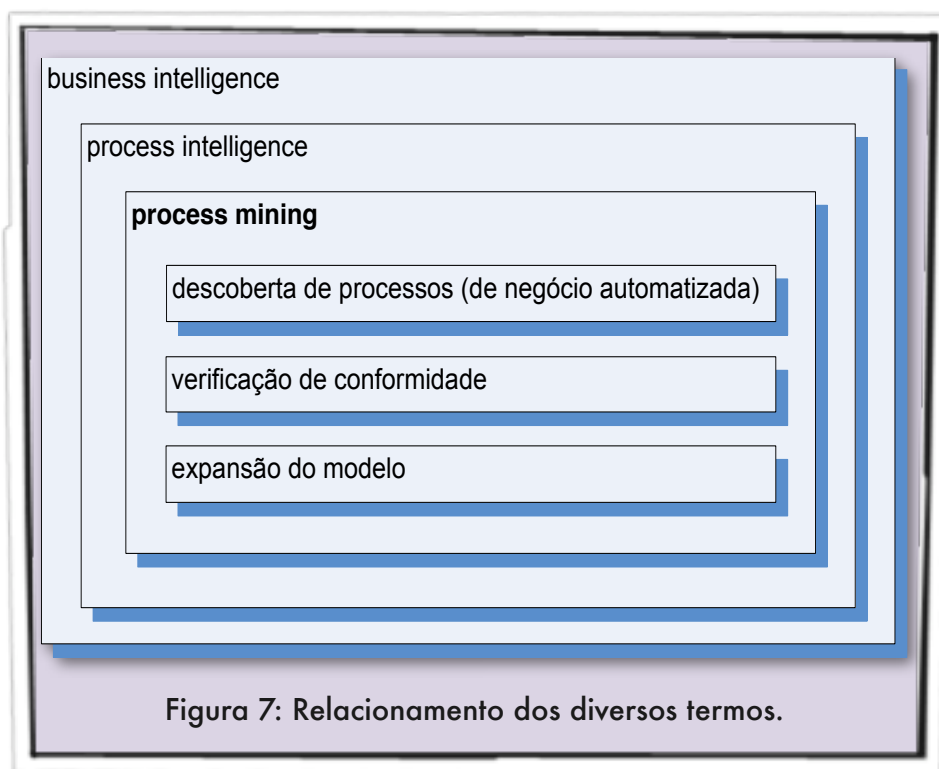 business intelligence
process intelligence
process mining
descoberta de processos (de negócio automatizada)
verificação de conformidade
expansão do modelo
Figura 7: Relacionamento dos diversos termos.